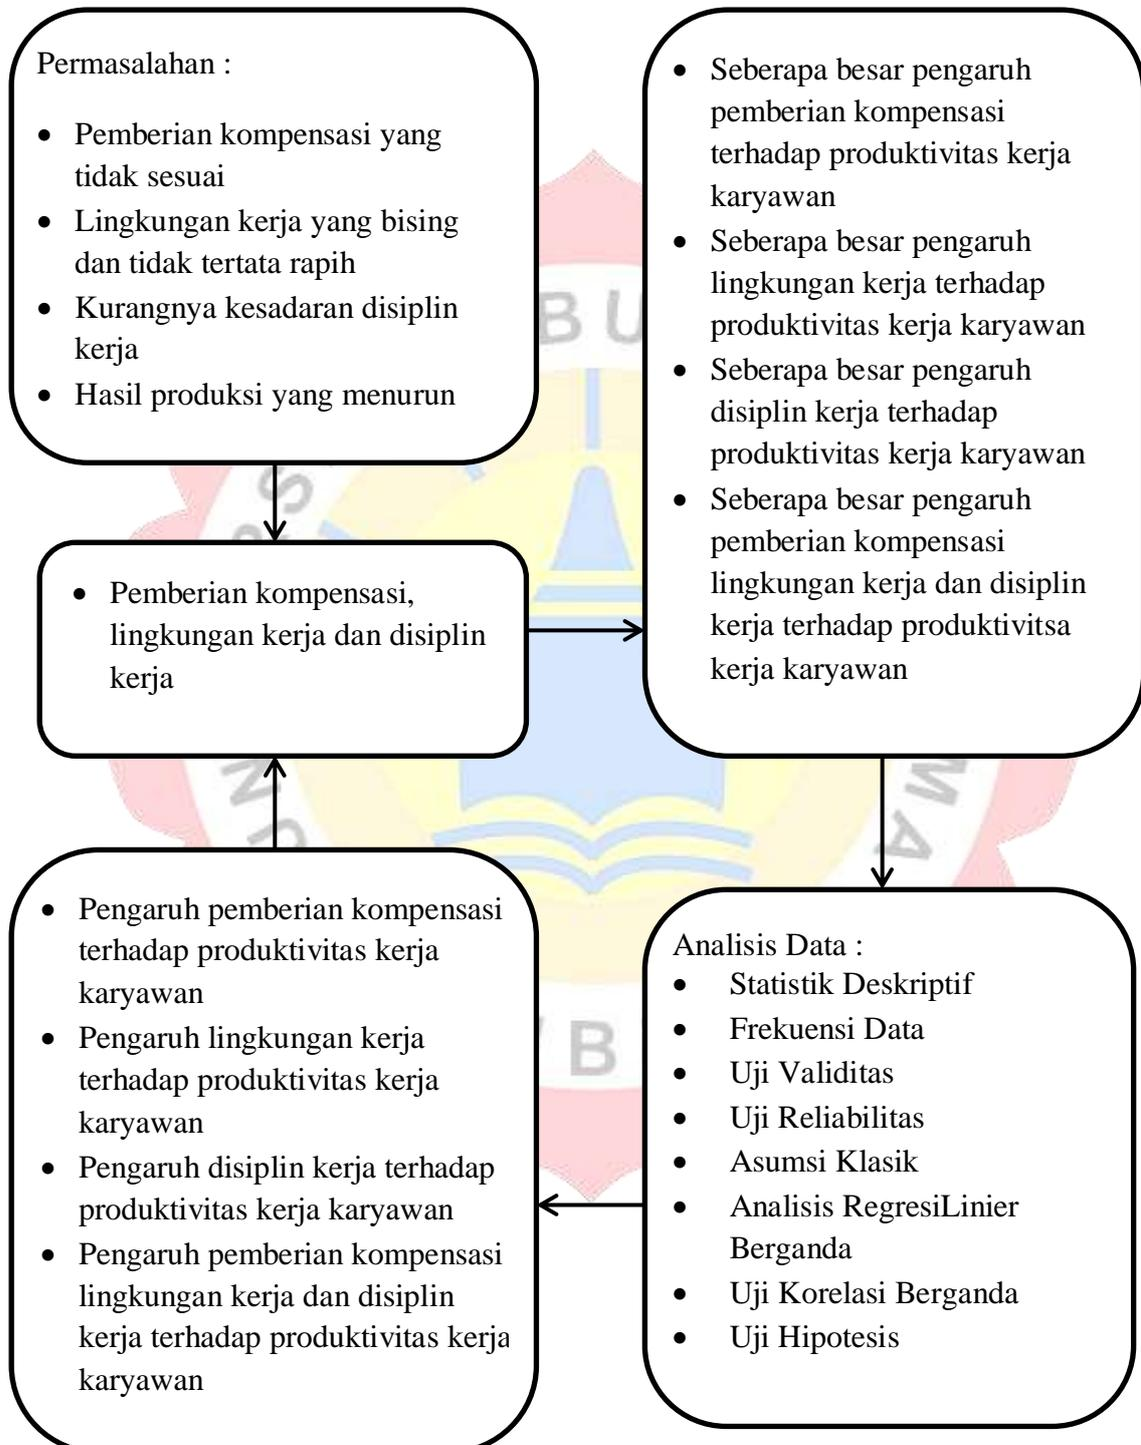 Permasalahan :
• Pemberian kompensasi yang
tidak sesuai
• Lingkungan kerja yang bising
dan tidak tertata rapih
• Kurangnya kesadaran disiplin
kerja
• Hasil produksi yang menurun
• Pemberian kompensasi,
lingkungan kerja dan disiplin
kerja
• Seberapa besar pengaruh
pemberian kompensasi
terhadap produktivitas kerja
karyawan
• Seberapa besar pengaruh
lingkungan kerja terhadap
produktivitas kerja karyawan
• Seberapa besar pengaruh
disiplin kerja terhadap
produktivitas kerja karyawan
• Seberapa besar pengaruh
pemberian kompensasi
lingkungan kerja dan disiplin
kerja terhadap produktivitsa
kerja karyawan
Analisis Data :
• Statistik Deskriptif
• Frekuensi Data
• Uji Validitas
• Uji Reliabilitas
• Asumsi Klasik
• Analisis RegresiLinier
Berganda
• Uji Korelasi Berganda
• Uji Hipotesis
• Pengaruh pemberian kompensasi
terhadap produktivitas kerja
karyawan
• Pengaruh lingkungan kerja
terhadap produktivitas kerja
karyawan
• Pengaruh disiplin kerja terhadap
produktivitas kerja karyawan
• Pengaruh pemberian kompensasi
lingkungan kerja dan disiplin
kerja terhadap produktivitas kerja
karyawan